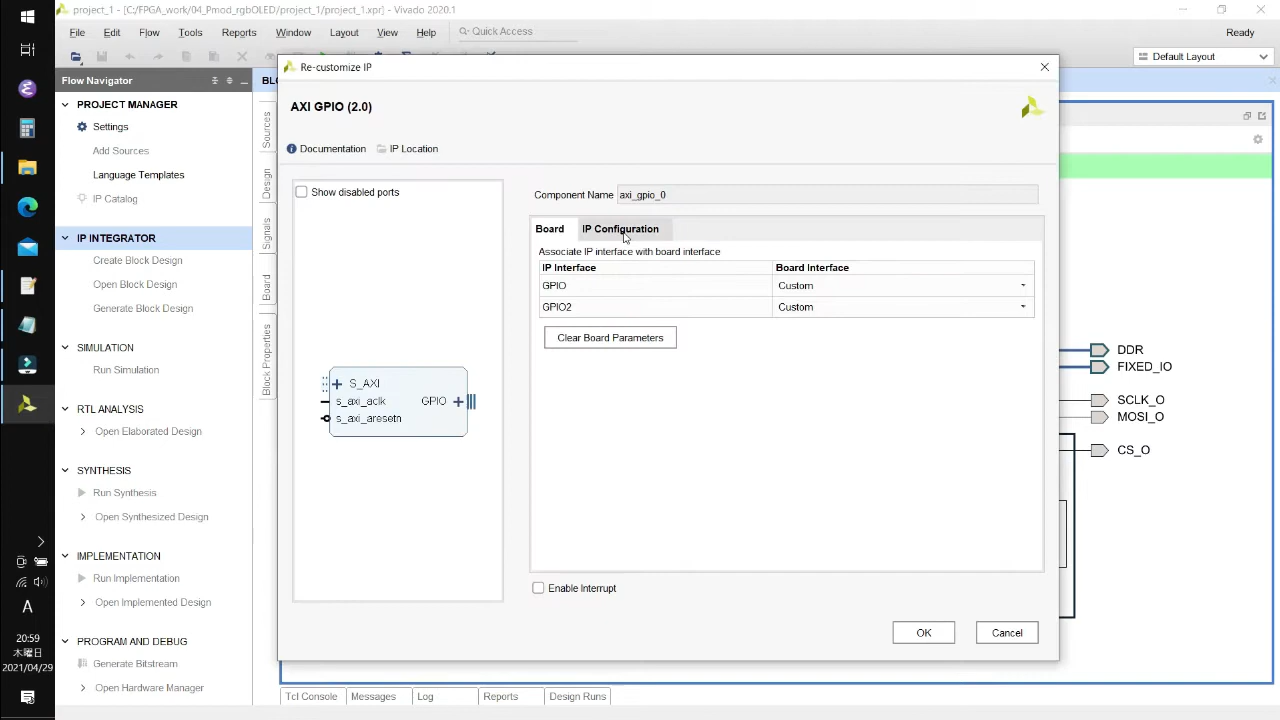 project_1 - [C:/FPGA_work/04_Pmod_rgbOLED/project_1/project_1.xpr] - Vivado 2020.1
File Edit Flow Tools Reports Window Layout View Help Quick Access Ready
Default Layout
Flow Navigator
PROJECT MANAGER
Settings
Add Sources
Language Templates
IP Catalog
IP INTEGRATOR
Create Block Design
Open Block Design
Generate Block Design
SIMULATION
Run Simulation
RTL ANALYSIS
Open Elaborated Design
SYNTHESIS
Run Synthesis
Open Synthesized Design
IMPLEMENTATION
Run Implementation
Open Implemented Design
PROGRAM AND DEBUG
Generate Bitstream
Open Hardware Manager
BL
Sources
Design
Signals
Board
Block Properties
Re-customize IP
AXI GPIO (2.0)
Documentation IP Location
Show disabled ports
S_AXI
s_axi_aclk
s_axi_aresetn
GPIO
Component Name axi_gpio_0
Board IP Configuration
Associate IP interface with board interface
IP Interface Board Interface
GPIO Custom
GPIO2 Custom
Clear Board Parameters
Enable Interrupt
OK Cancel
DDR
FIXED_IO
SCLK_O
MOSI_O
CS_O
Tcl Console Messages Log Reports Design Runs
A
20:59
木曜日
2021/04/29